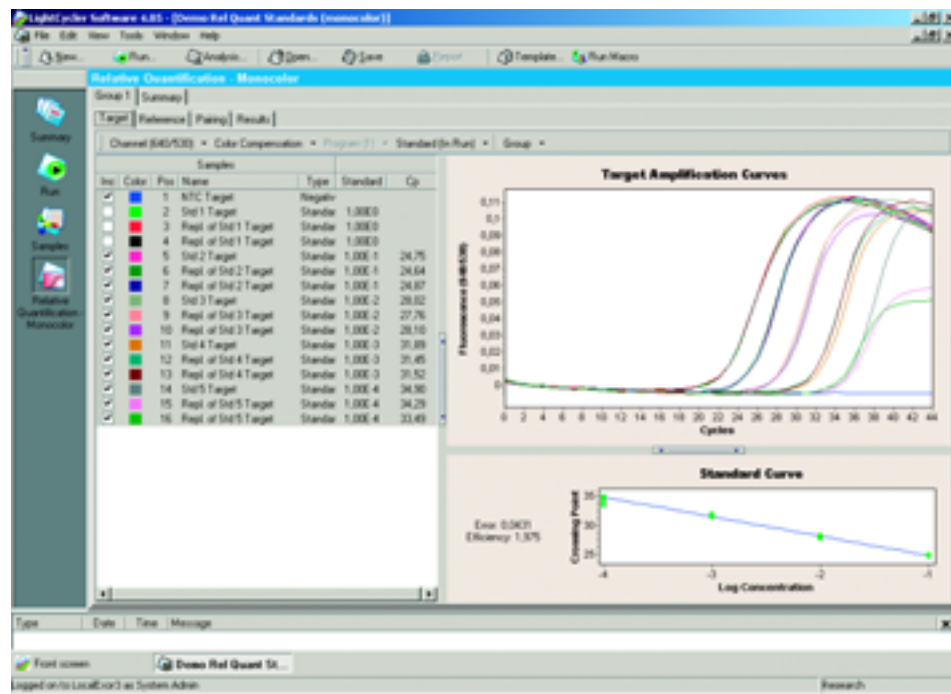 LightCycler Software 4.05 - [Demo Rel Quant Standards (monocolor)]
File Edit View Tools Window Help
New... Run... Analysis... Open... Save Export Template... Run Macro
Relative Quantification - Monocolor
Group 1 Summary
Target Reference Pairing Results
Channel (640/530) Color Compensation Program (1) Standard (In Run) Group
Summary
Run
Samples
Relative Quantification - Monocolor
Samples
Inc Color Pos Name Type Standard Cp
1 NTC Target Negativ
2 Std 1 Target Standar 1,00E0
3 Repl. of Std 1 Target Standar 1,00E0
4 Repl. of Std 1 Target Standar 1,00E0
5 Std 2 Target Standar 1,00E-1 24,75
6 Repl. of Std 2 Target Standar 1,00E-1 24,64
7 Repl. of Std 2 Target Standar 1,00E-1 24,87
8 Std 3 Target Standar 1,00E-2 28,02
9 Repl. of Std 3 Target Standar 1,00E-2 27,76
10 Repl. of Std 3 Target Standar 1,00E-2 28,10
11 Std 4 Target Standar 1,00E-3 31,89
12 Repl. of Std 4 Target Standar 1,00E-3 31,45
13 Repl. of Std 4 Target Standar 1,00E-3 31,52
14 Std 5 Target Standar 1,00E-4 34,90
15 Repl. of Std 5 Target Standar 1,00E-4 34,29
16 Repl. of Std 5 Target Standar 1,00E-4 33,49
Target Amplification Curves
Fluorescence (640/530)
0,11
0,1
0,09
0,08
0,07
0,06
0,05
0,04
0,03
0,02
0,01
0
0 2 4 6 8 10 12 14 16 18 20 22 24 26 28 30 32 34 36 38 40 42 44
Cycles
Standard Curve
Error: 0,0431
Efficiency: 1,975
Crossing Point
35
30
25
-4 -3 -2 -1
Log Concentration
Type Date Time Message
Front screen Demo Rel Quant St...
Logged on to as System Admin
Research